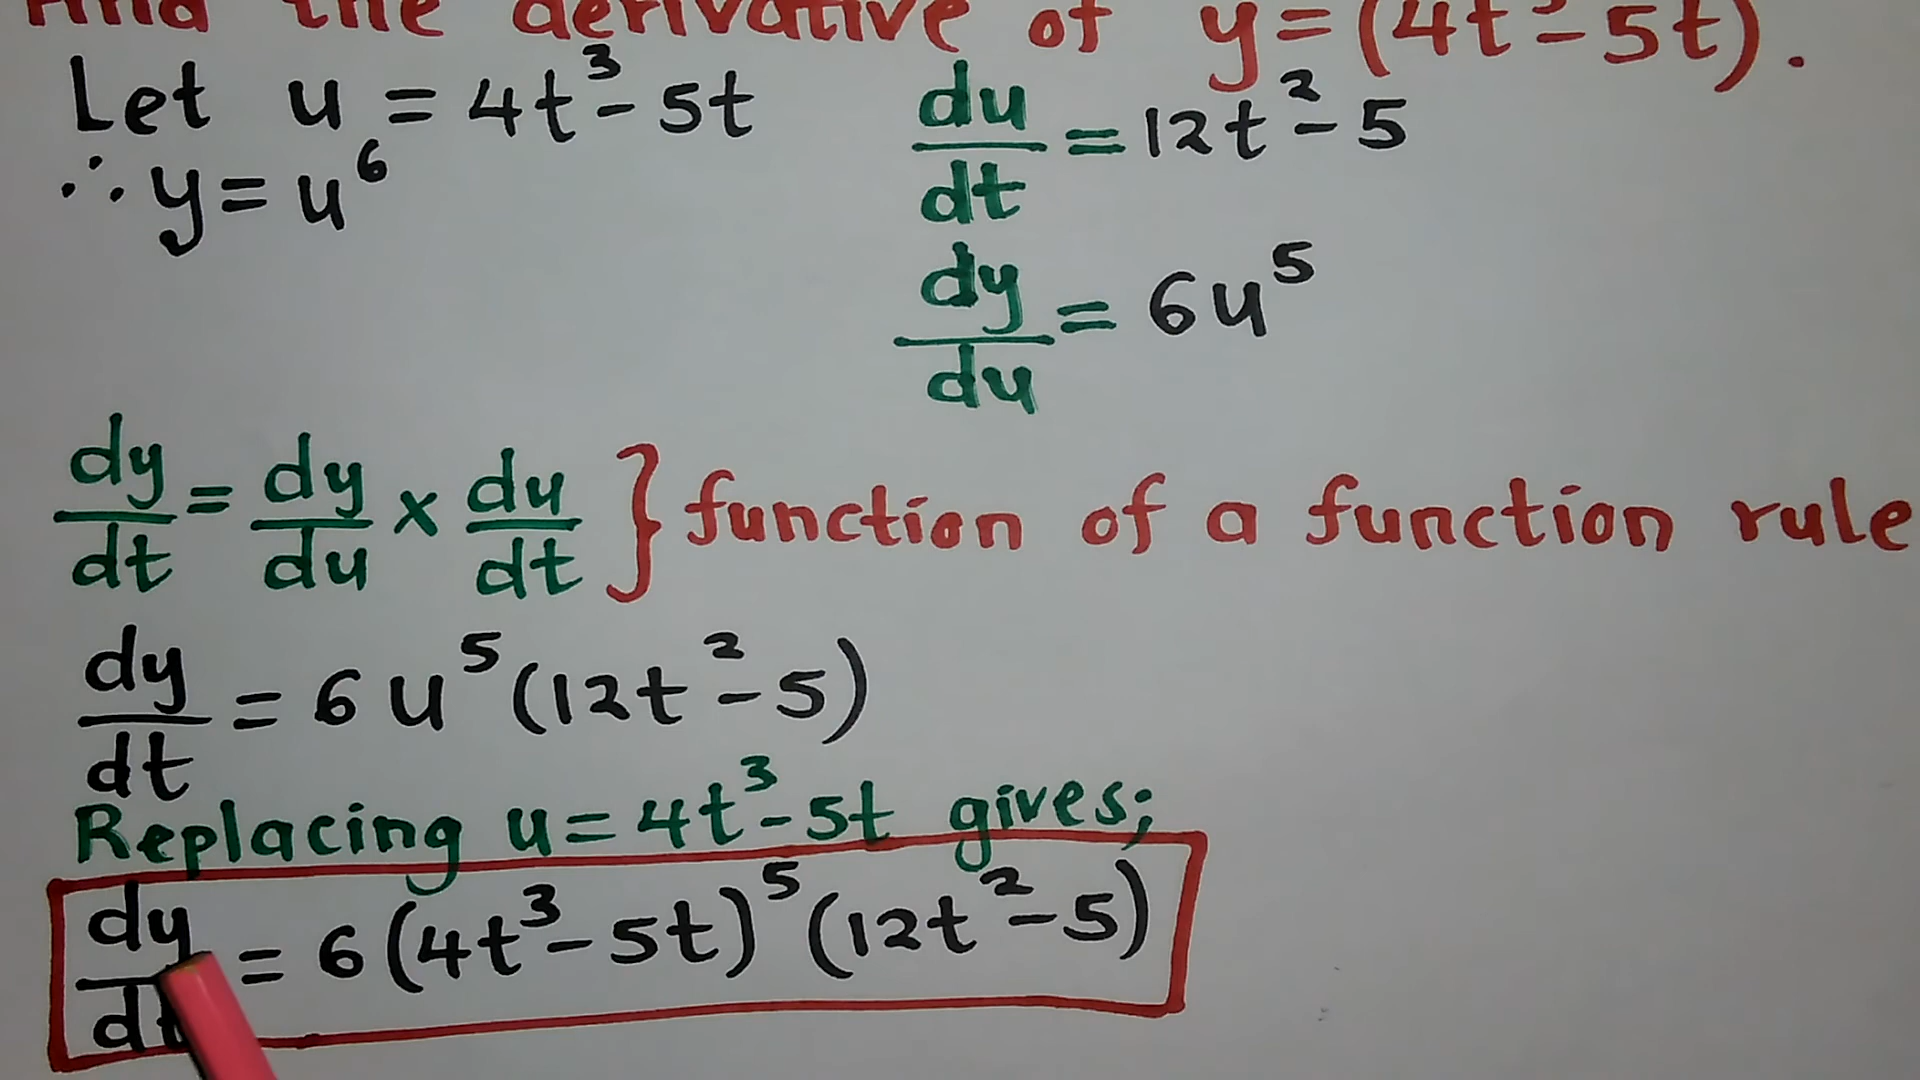 Find the derivative of y=(4t³-5t).
Let u = 4t³-5t
∴ y = u⁶
du/dt = 12t²-5
dy/du = 6u⁵
dy/dt = dy/du × du/dt } function of a function rule
dy/dt = 6u⁵(12t²-5)
Replacing u=4t³-5t gives;
dy/dt = 6(4t³-5t)⁵(12t²-5)